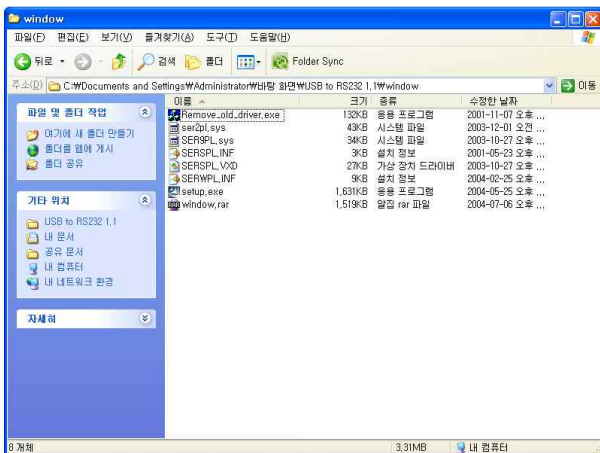 window
파일(F) 편집(E) 보기(V) 즐겨찾기(A) 도구(T) 도움말(H)
뒤로 검색 폴더 Folder Sync
주소(D) C:₩Documents and Settings₩Administrator₩바탕 화면₩USB to RS232 1.1₩window 이동
파일 및 폴더 작업
여기에 새 폴더 만들기
폴더를 웹에 게시
폴더 공유
기타 위치
USB to RS232 1.1
내 문서
공유 문서
내 컴퓨터
내 네트워크 환경
자세히
이름 크기 종류 수정한 날짜
Remove_old_driver.exe 132KB 응용 프로그램 2001-11-07 오후 ...
ser2pl.sys 43KB 시스템 파일 2003-12-01 오전 ...
SER9PL.sys 34KB 시스템 파일 2003-10-27 오후 ...
SERSPL.INF 3KB 설치 정보 2001-05-23 오후 ...
SERSPL.VXD 27KB 가상 장치 드라이버 2003-10-27 오후 ...
SERWPL.INF 9KB 설치 정보 2004-02-25 오후 ...
setup.exe 1,631KB 응용 프로그램 2004-05-25 오후 ...
window.rar 1,519KB 알집 rar 파일 2004-07-06 오후 ...
8 개체 3.31MB 내 컴퓨터